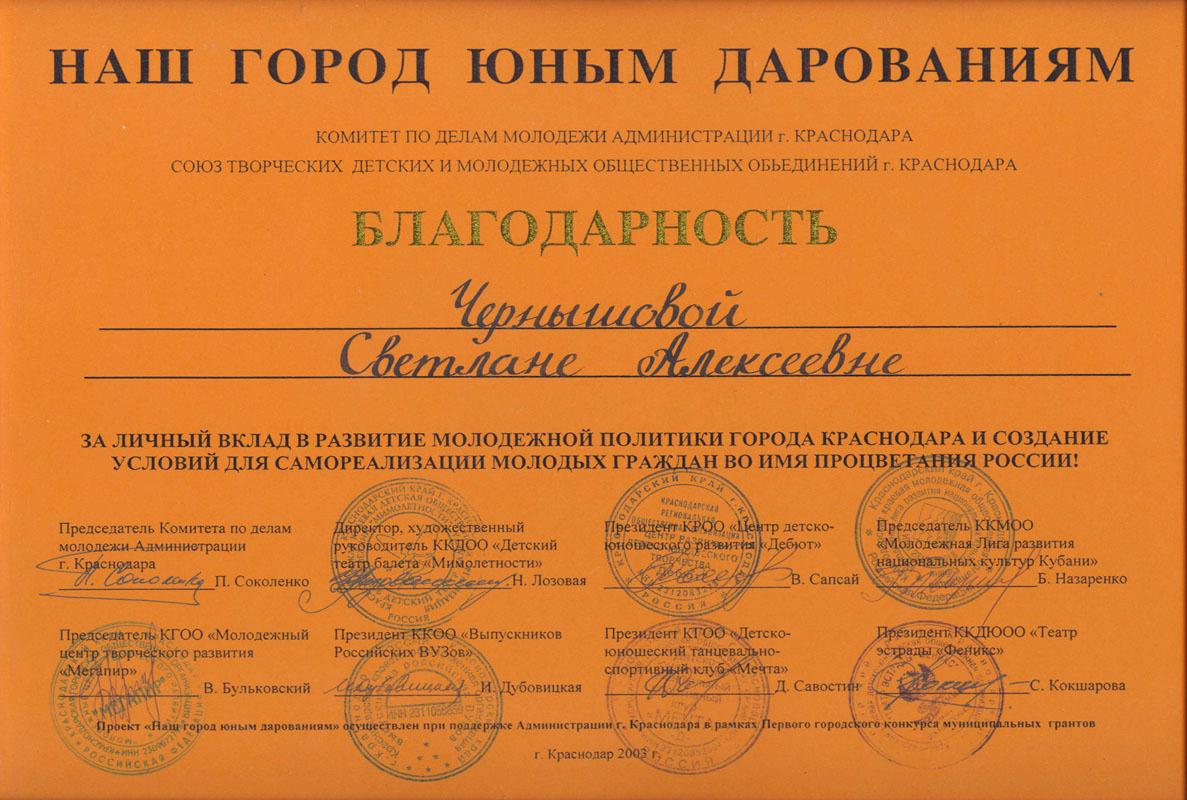 НАШ ГОРОД ЮНЫМ ДАРОВАНИЯМ
КОМИТЕТ ПО ДЕЛАМ МОЛОДЕЖИ АДМИНИСТРАЦИИ г. КРАСНОДАРА
СОЮЗ ТВОРЧЕСКИХ ДЕТСКИХ И МОЛОДЕЖНЫХ ОБЩЕСТВЕННЫХ ОБЬЕДИНЕНИЙ г. КРАСНОДАРА
БЛАГОДАРНОСТЬ
Чернышовой
Светлане Алексеевне
ЗА ЛИЧНЫЙ ВКЛАД В РАЗВИТИЕ МОЛОДЕЖНОЙ ПОЛИТИКИ ГОРОДА КРАСНОДАРА И СОЗДАНИЕ
УСЛОВИЙ ДЛЯ САМОРЕАЛИЗАЦИИ МОЛОДЫХ ГРАЖДАН ВО ИМЯ ПРОЦВЕТАНИЯ РОССИИ!
Председатель Комитета по делам
молодежи Администрации
г. Краснодара
П. Соколенко
Директор, художественный
руководитель ККДОО «Детский
театр балета «Мимолетности»
Н. Лозовая
Президент КРОО «Центр детско-
юношеского развития «Дебют»
В. Сапсай
Председатель ККМОО
«Молодежная Лига развития
национальных культур Кубани»
Б. Назаренко
Председатель КГОО «Молодежный
центр творческого развития
«Мегапир»
В. Бульковский
Президент ККОО «Выпускников
Российских ВУЗов»
И. Дубовицкая
Президент КГОО «Детско-
юношеский танцевально-
спортивный клуб «Мечта»
Д. Савостин
Президент ККДЮОО «Театр
эстрады «Феникс»
С. Кокшарова
Проект «Наш город юным дарованиям» осуществлен при поддержке Администрации г. Краснодара в рамках Первого городского конкурса муниципальных грантов
г. Краснодар 2003 г.